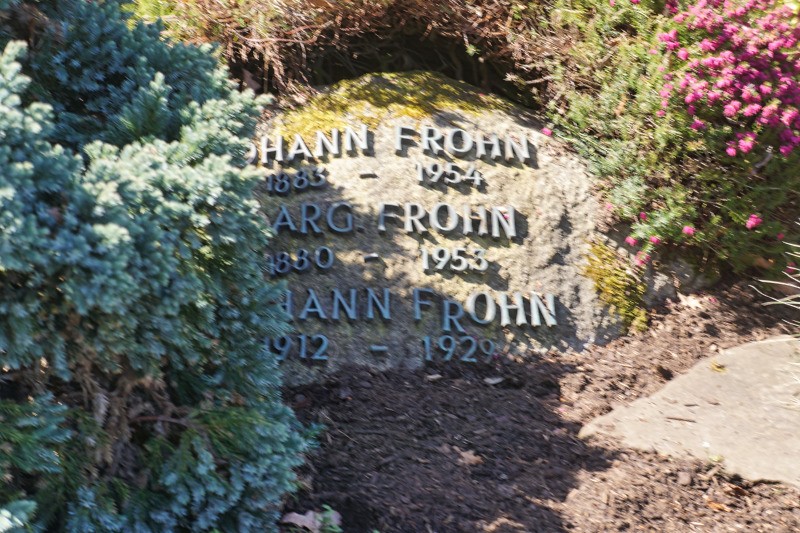 OHANN FROHN
1883 - 1954
ARG. FROHN
1880 - 1953
HANN FROHN
1912 - 1929